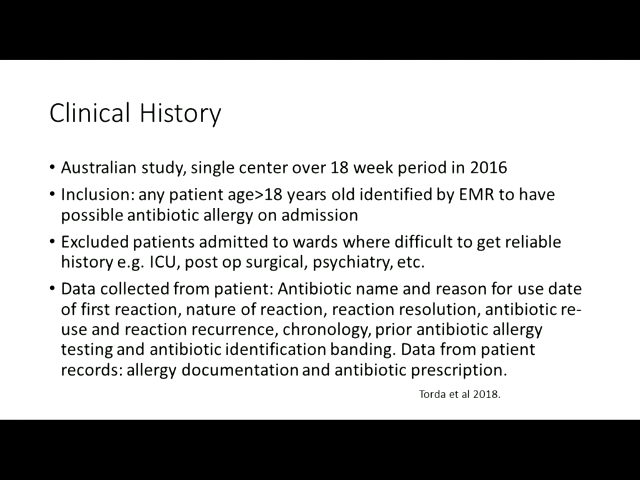 Clinical History
• Australian study, single center over 18 week period in 2016
• Inclusion: any patient age>18 years old identified by EMR to have
possible antibiotic allergy on admission
• Excluded patients admitted to wards where difficult to get reliable
history e.g. ICU, post op surgical, psychiatry, etc.
• Data collected from patient: Antibiotic name and reason for use date
of first reaction, nature of reaction, reaction resolution, antibiotic re-
use and reaction recurrence, chronology, prior antibiotic allergy
testing and antibiotic identification banding. Data from patient
records: allergy documentation and antibiotic prescription.
Torda et al 2018.